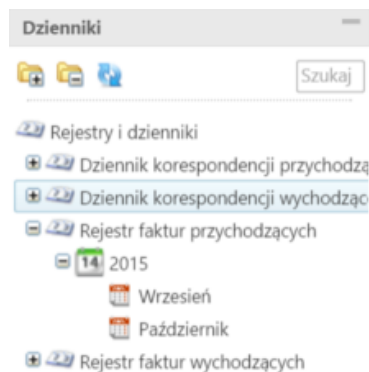 Dzienniki
Szukaj
Rejestry i dzienniki
Dziennik korespondencji przychodzą
Dziennik korespondencji wychodząc
Rejestr faktur przychodzących
14 2015
Wrzesień
Październik
Rejestr faktur wychodzących